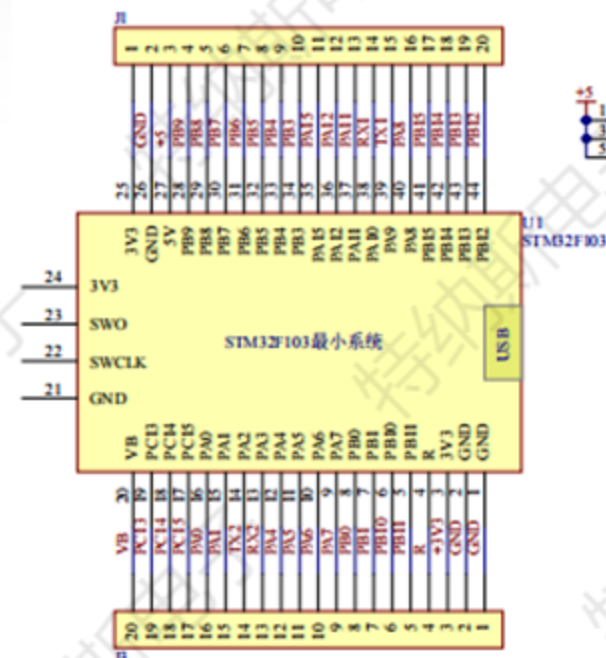 J1
1 2 3 4 5 6 7 8 9 10 11 12 13 14 15 16 17 18 19 20
GND +5 PB9 PB8 PB7 PB6 PB5 PB4 PB3 PA15 PA12 PA11 RX1 TX1 PA8 PB15 PB14 PB13 PB12
25 26 27 28 29 30 31 32 33 34 35 36 37 38 39 40 41 42 43 44
3V3 GND 5V PB9 PB8 PB7 PB6 PB5 PB4 PB3 PA15 PA12 PA11 PA10 PA9 PA8 PB15 PB14 PB13 PB12
+5
1
U1
STM32F103
24 3V3
23 SWO
22 SWCLK
21 GND
STM32F103最小系统
USB
VB PC13 PC14 PC15 PA0 PA1 PA2 PA3 PA4 PA5 PA6 PA7 PB0 PB1 PB10 PB11 R 3V3 GND GND
20 19 18 17 16 15 14 13 12 11 10 9 8 7 6 5 4 3 2 1
VB PC13 PC14 PC15 PA0 PA1 TX2 RX2 PA4 PA5 PA6 PA7 PB0 PB1 PB10 PB11 R +3V3 GND GND
20 19 18 17 16 15 14 13 12 11 10 9 8 7 6 5 4 3 2 1
特纳斯电子